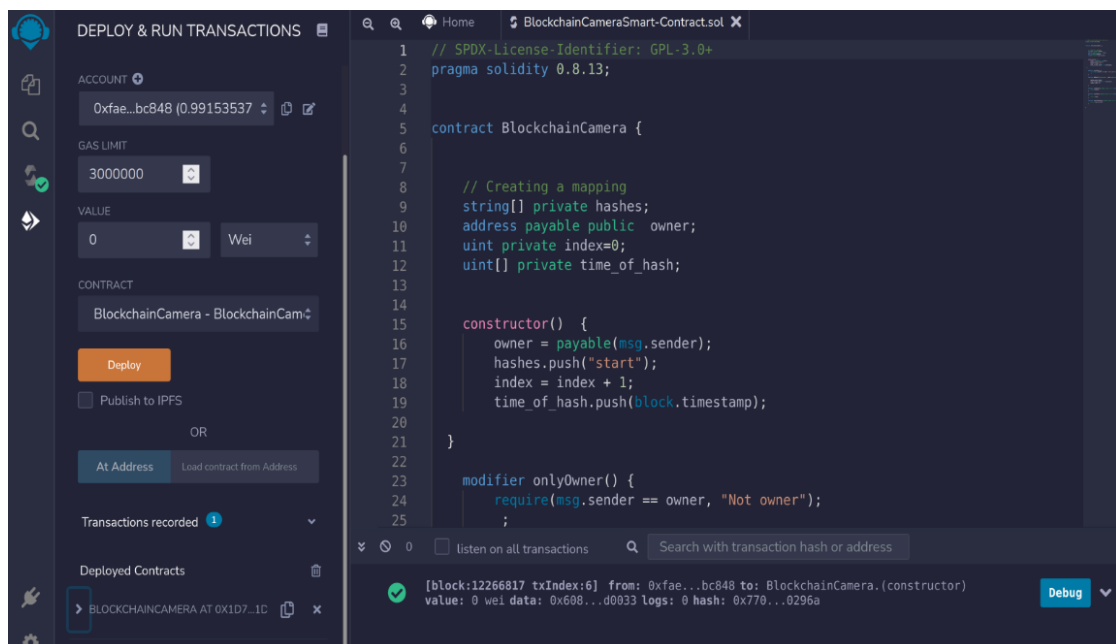 DEPLOY & RUN TRANSACTIONS
ACCOUNT
0xfae...bc848 (0.99153537
GAS LIMIT
3000000
VALUE
0
Wei
CONTRACT
BlockchainCamera - BlockchainCam
Deploy
Publish to IPFS
OR
At Address
Load contract from Address
Transactions recorded 1
Deployed Contracts
BLOCKCHAINCAMERA AT 0X1D7...1D
Home
BlockchainCameraSmart-Contract.sol
1 // SPDX-License-Identifier: GPL-3.0+
2 pragma solidity 0.8.13;
3
4
5 contract BlockchainCamera {
6
7
8 // Creating a mapping
9 string[] private hashes;
10 address payable public owner;
11 uint private index=0;
12 uint[] private time_of_hash;
13
14
15 constructor() {
16 owner = payable(msg.sender);
17 hashes.push("start");
18 index = index + 1;
19 time_of_hash.push(block.timestamp);
20
21 }
22
23 modifier onlyOwner() {
24 require(msg.sender == owner, "Not owner");
25 ;
0
listen on all transactions
Search with transaction hash or address
[block:12266817 txIndex:6] from: 0xfae...bc848 to: BlockchainCamera.(constructor)
value: 0 wei data: 0x608...d0033 logs: 0 hash: 0x770...0296a
Debug